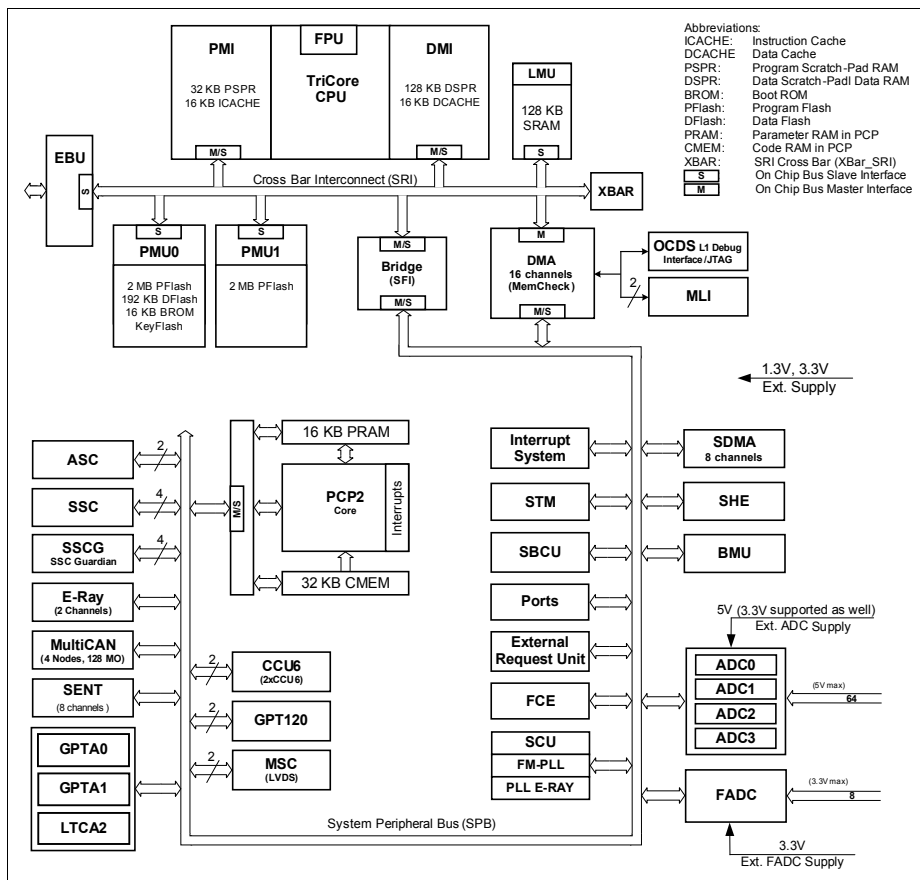 Abbreviations:
ICACHE: Instruction Cache
DCACHE Data Cache
PSPR: Program Scratch-Pad RAM
DSPR: Data Scratch-Padl Data RAM
BROM: Boot ROM
PFlash: Program Flash
DFlash: Data Flash
PRAM: Parameter RAM in PCP
CMEM: Code RAM in PCP
XBAR: SRI Cross Bar (XBar_SRI)
S On Chip Bus Slave Interface
M On Chip Bus Master Interface
PMI
32 KB PSPR
16 KB ICACHE
M/S
FPU
TriCore
CPU
DMI
128 KB DSPR
16 KB DCACHE
M/S
LMU
128 KB
SRAM
S
EBU
S
Cross Bar Interconnect (SRI)
XBAR
S
PMU0
2 MB PFlash
192 KB DFlash
16 KB BROM
KeyFlash
S
PMU1
2 MB PFlash
M/S
Bridge
(SFI)
M/S
M
DMA
16 channels
(MemCheck)
M/S
OCDS L1 Debug
Interface/JTAG
2
MLI
1.3V, 3.3V
Ext. Supply
ASC
2
SSC
4
SSCG
SSC Guardian
4
E-Ray
(2 Channels)
MultiCAN
(4 Nodes, 128 MO)
SENT
(8 channels )
GPTA0
GPTA1
LTCA2
M/S
16 KB PRAM
PCP2
Core
Interrupts
32 KB CMEM
2
CCU6
(2xCCU6)
2
GPT120
2
MSC
(LVDS)
Interrupt
System
STM
SBCU
Ports
External
Request Unit
FCE
SCU
FM-PLL
PLL E-RAY
SDMA
8 channels
SHE
BMU
5V (3.3V supported as well)
Ext. ADC Supply
ADC0
ADC1
ADC2
ADC3
(5V max)
64
FADC
(3.3V max)
8
3.3V
Ext. FADC Supply
System Peripheral Bus (SPB)